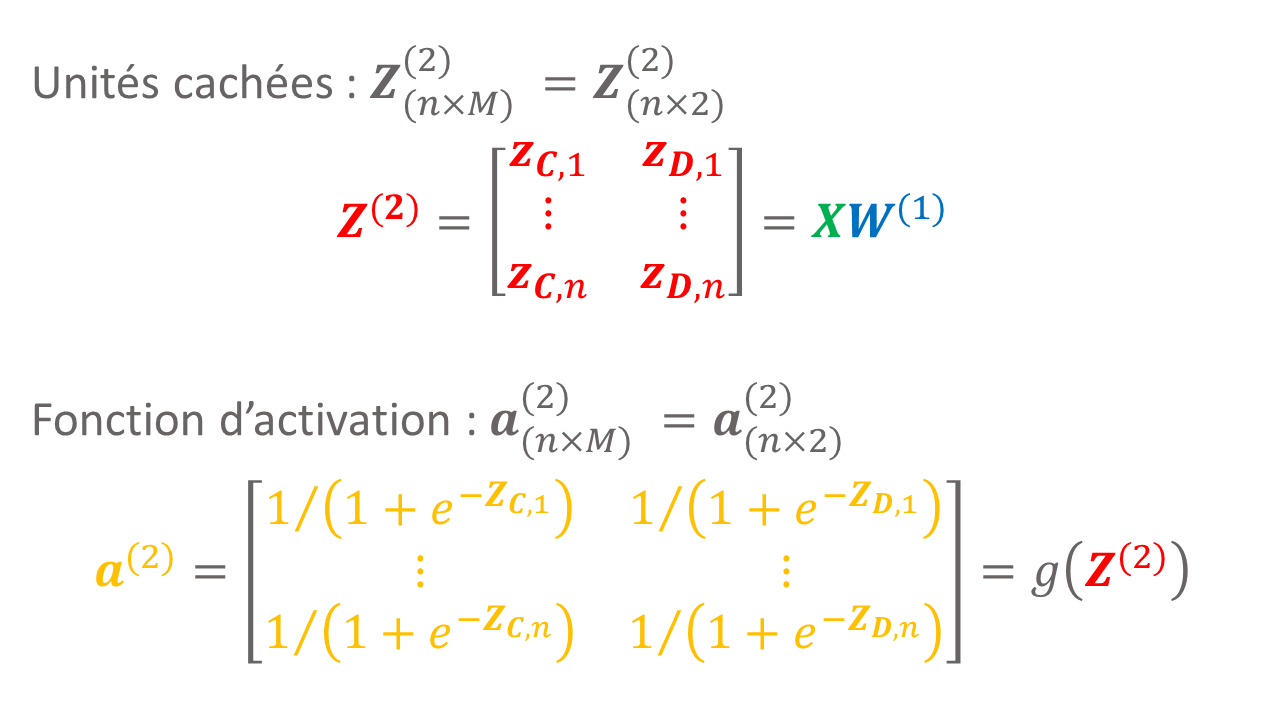 Unités cachées : 𝒁^(2)_(n×M) = 𝒁^(2)_(n×2)
𝒁^(𝟐) = [𝒛_𝑪,1 𝒛_𝑫,1
⋮ ⋮
𝒛_𝑪,n 𝒛_𝑫,n] = 𝑿𝑾^(1)
Fonction d’activation : 𝒂^(2)_(n×M) = 𝒂^(2)_(n×2)
𝒂^(2) = [1/(1 + e^−𝒁_𝑪,1) 1/(1 + e^−𝒁_𝑫,1)
⋮ ⋮
1/(1 + e^−𝒁_𝑪,n) 1/(1 + e^−𝒁_𝑫,n)] = g(𝒁^(2))